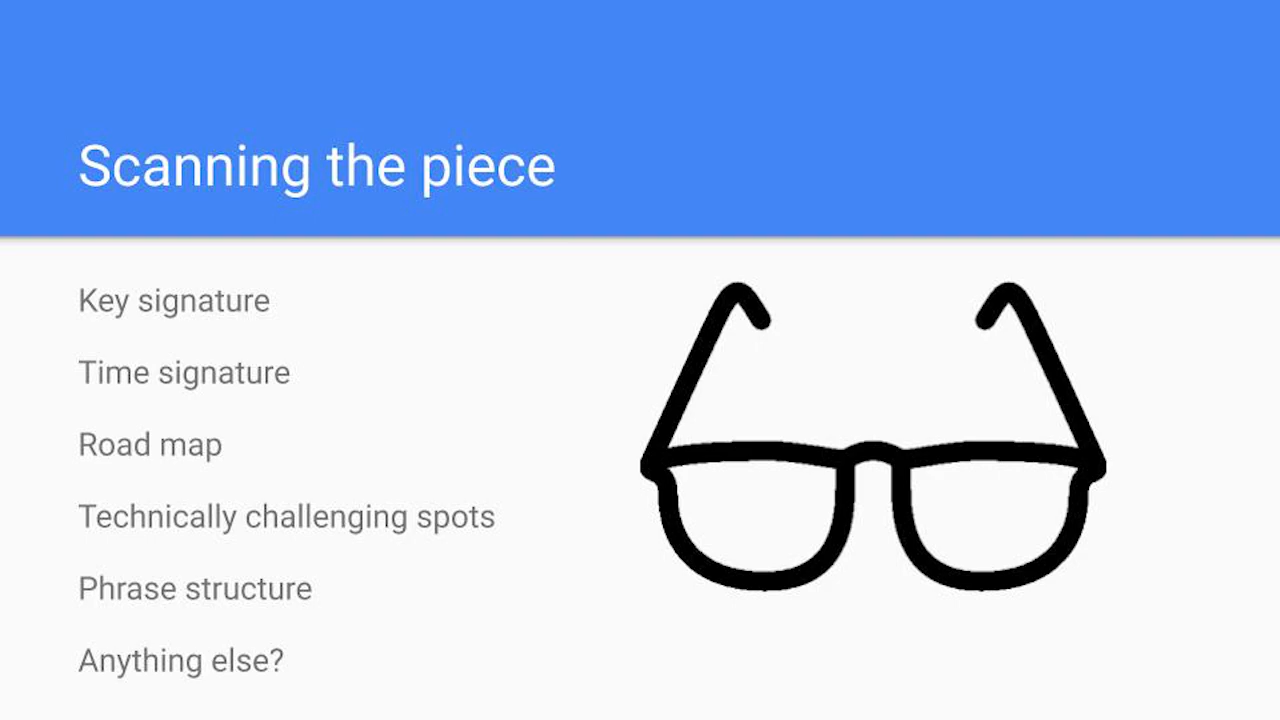 Scanning the piece
Key signature
Time signature
Road map
Technically challenging spots
Phrase structure
Anything else?